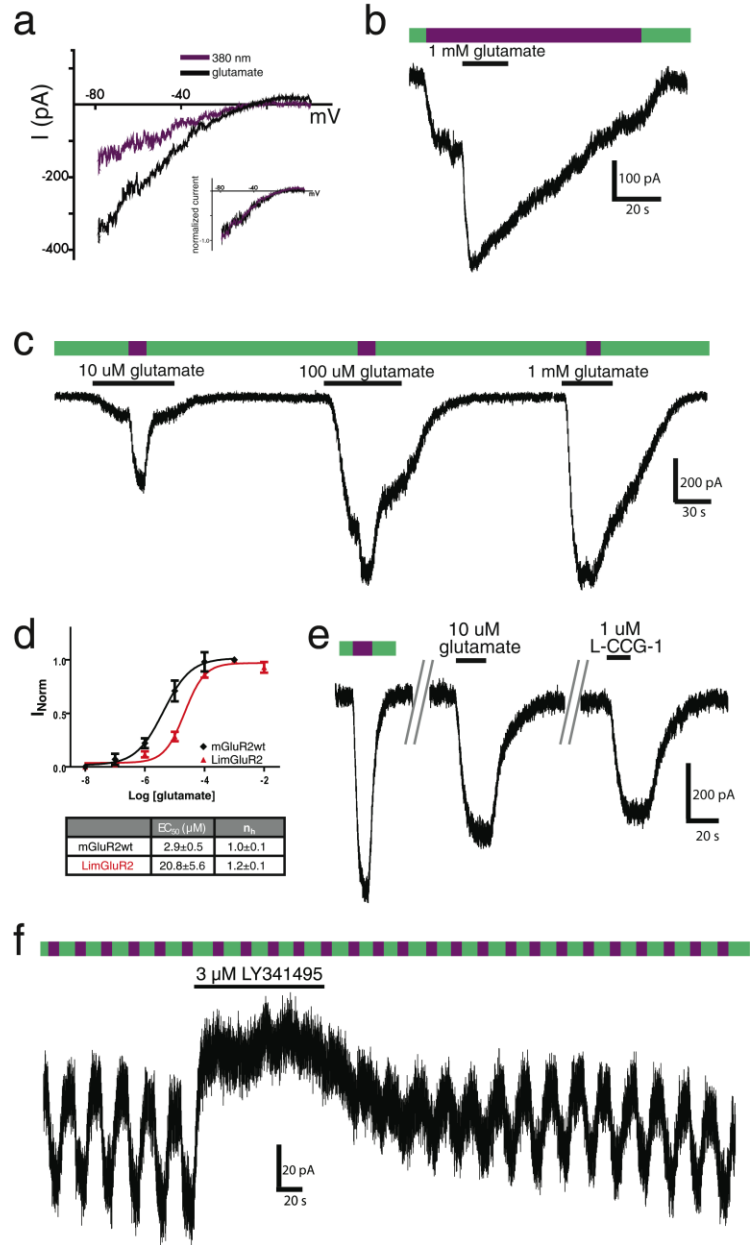 a
380 nm
glutamate
-80
-40
mV
I (pA)
-200
-400
normalized current
-80
-40
mV
-1.0
b
1 mM glutamate
100 pA
20 s
c
10 uM glutamate
100 uM glutamate
1 mM glutamate
200 pA
30 s
d
INorm
1.0
0.5
0.0
mGluR2wt
LimGluR2
-8
-6
-4
-2
Log [glutamate]
EC50 (µM) nh
mGluR2wt 2.9±0.5 1.0±0.1
LimGluR2 20.8±5.6 1.2±0.1
e
10 uM
glutamate
1 uM
L-CCG-1
200 pA
20 s
f
3 µM LY341495
20 pA
20 s